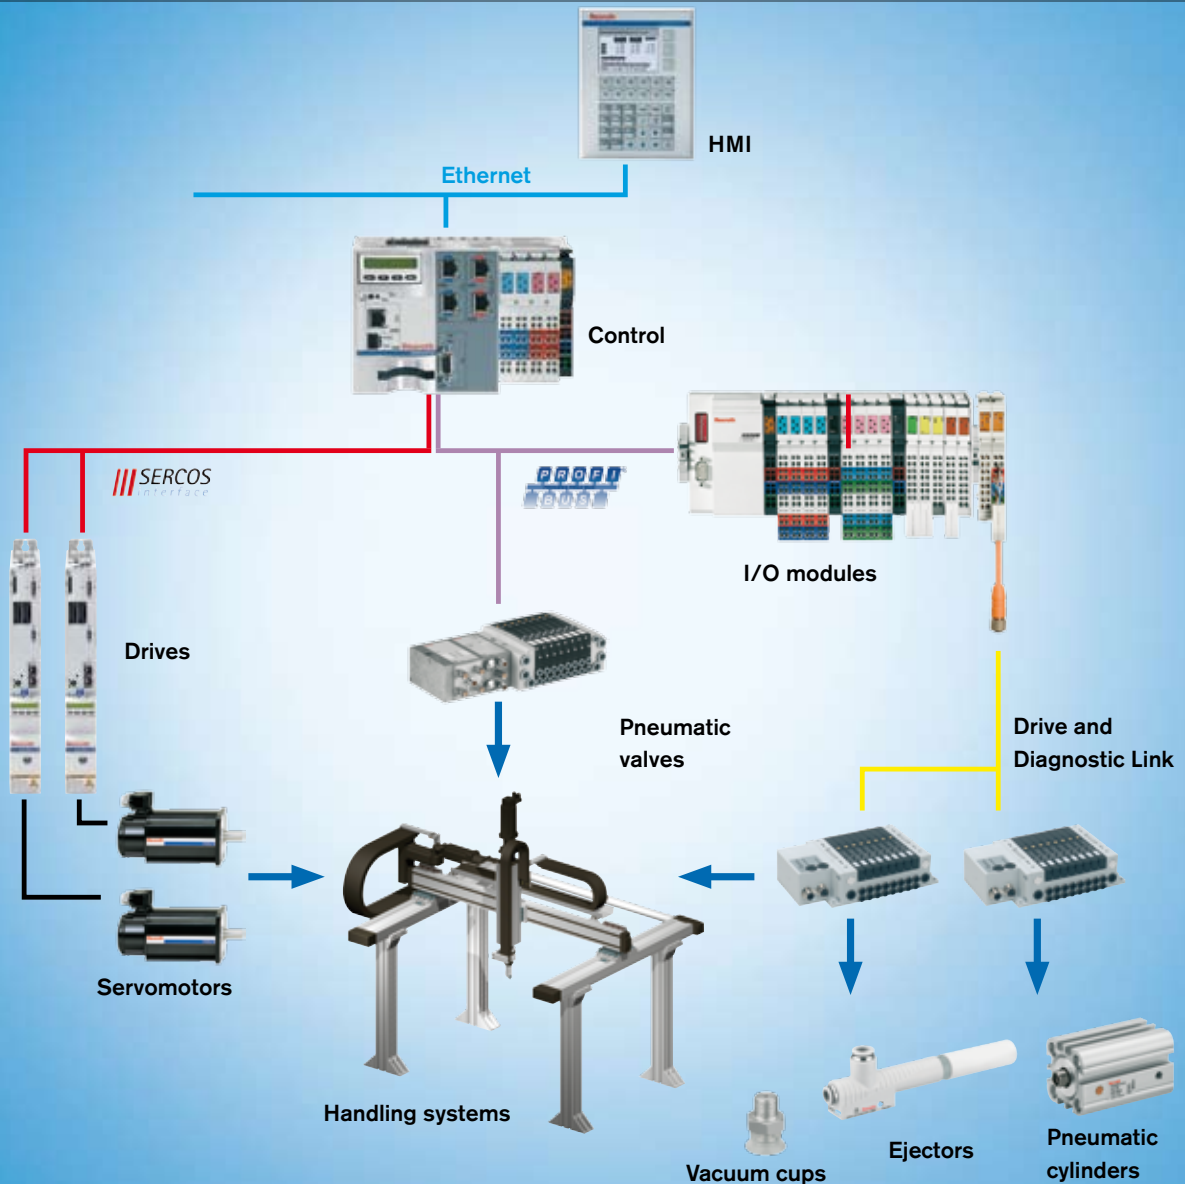 HMI
Ethernet
Control
SERCOS
interface
PROFI
BUS
I/O modules
Drives
Pneumatic
valves
Drive and
Diagnostic Link
Servomotors
Handling systems
Vacuum cups
Ejectors
Pneumatic
cylinders